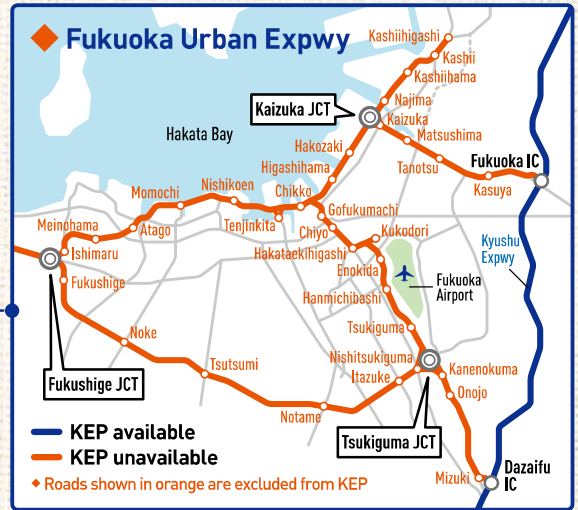 ◆ Fukuoka Urban Expwy
Kashiihigashi
Kashii
Kashiihama
Najima
Kaizuka JCT
Kaizuka
Hakata Bay
Matsushima
Hakozaki
Tanotsu
Fukuoka IC
Higashihama
Kasuya
Nishikoen
Chikko
Momochi
Gofukumachi
Tenjinkita
Chiyo
Kukodori
Meinohama
Atago
Hakataekihigashi
Kyushu
Expwy
Ishimaru
Enokida
Fukuoka
Airport
Fukushige
Hanmichibashi
Tsukiguma
Noke
Nishitsukiguma
Fukushige JCT
Tsutsumi
Itazuke
Kanenokuma
Onojo
Notame
Tsukiguma JCT
KEP available
KEP unavailable
Mizuki
Dazaifu
IC
◆ Roads shown in orange are excluded from KEP